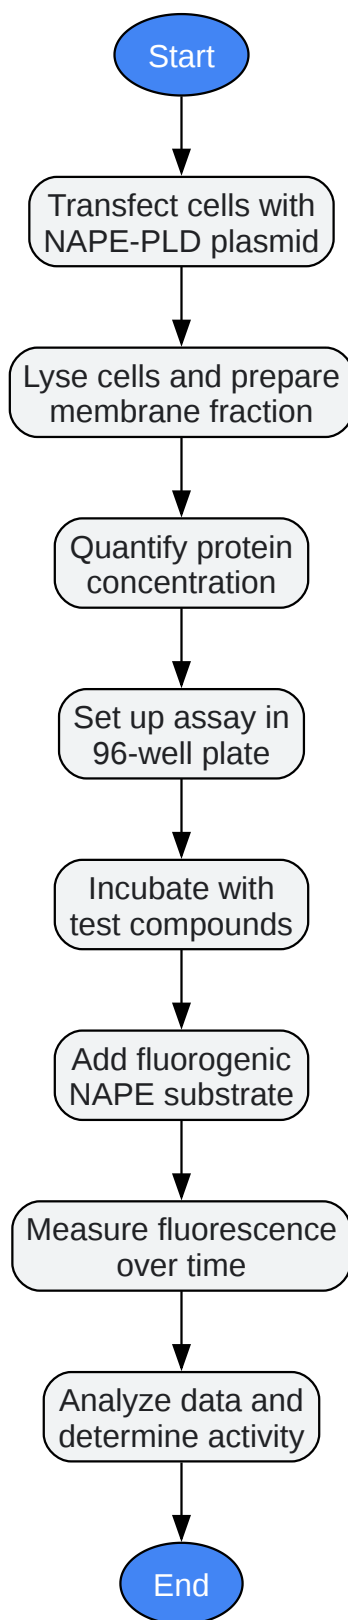 Start
Transfect cells with
NAPE-PLD plasmid
Lyse cells and prepare
membrane fraction
Quantify protein
concentration
Set up assay in
96-well plate
Incubate with
test compounds
Add fluorogenic
NAPE substrate
Measure fluorescence
over time
Analyze data and
determine activity
End